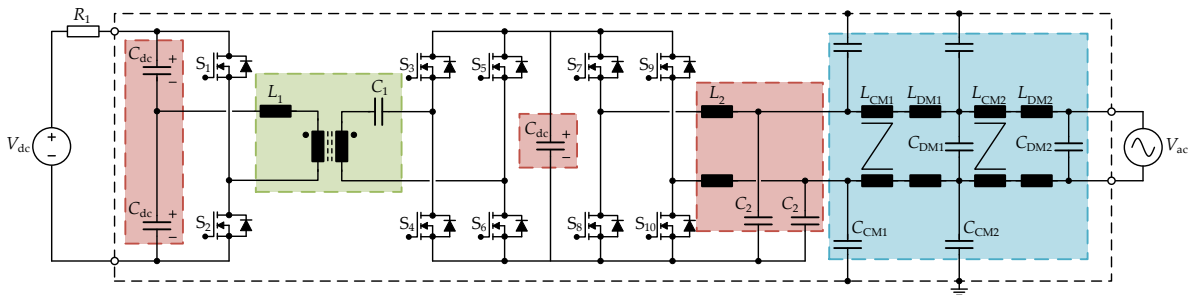 R1
Vdc
Cdc
+
−
Cdc
+
−
S1
S2
L1
C1
S3
S5
S4
S6
Cdc
+
−
S7
S9
S8
S10
L2
C2
C2
LCM1
LDM1
LCM2
LDM2
CDM1
CDM2
CCM1
CCM2
Vac
+
−